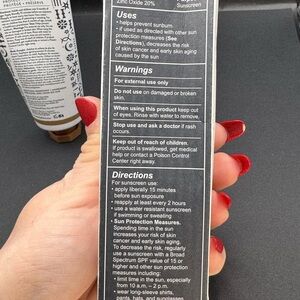 Zinc Oxide 20%
Sunscreen
Uses
• helps prevent sunburn
• if used as directed with other sun
protection measures (See
Directions), decreases the risk
of skin cancer and early skin aging
caused by the sun.
Warnings
For external use only
Do not use on damaged or broken
skin.
When using this product keep out
of eyes. Rinse with water to remove.
Stop use and ask a doctor if rash
occurs.
Keep out of reach of children.
If product is swallowed, get medical
help or contact a Poison Control
Center right away.
Directions
For sunscreen use:
• apply liberally 15 minutes
before sun exposure
• reapply at least every 2 hours
• use a water resistant sunscreen
if swimming or sweating
• Sun Protection Measures.
Spending time in the sun
increases your risk of skin
cancer and early skin aging.
To decrease the risk, regularly
use a sunscreen with a Broad
Spectrum SPF value of 15 or
higher and other sun protection
measures including:
• limit time in the sun, especially
from 10 a.m. – 2 p.m.
• wear long-sleeve shirts,
pants, hats, and sunglasses